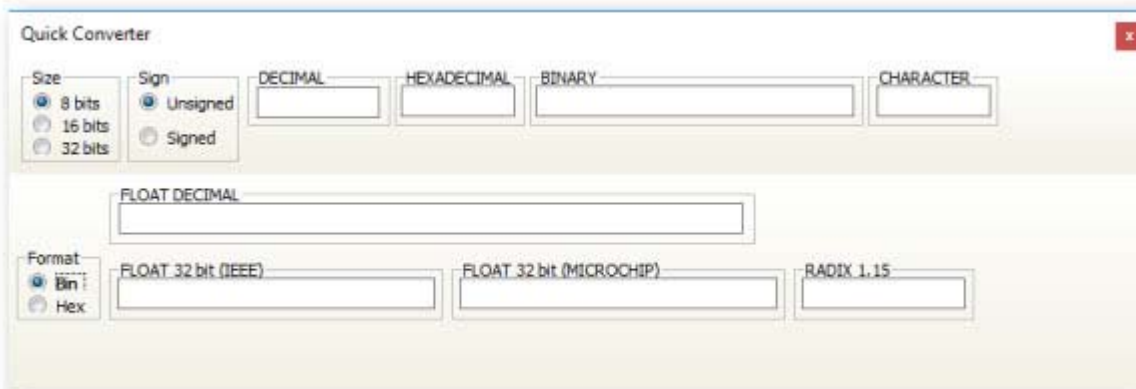 Quick Converter
x
Size
8 bits
16 bits
32 bits
Sign
Unsigned
Signed
DECIMAL
HEXADECIMAL
BINARY
CHARACTER
FLOAT DECIMAL
Format
Bin
Hex
FLOAT 32 bit (IEEE)
FLOAT 32 bit (MICROCHIP)
RADIX 1.15